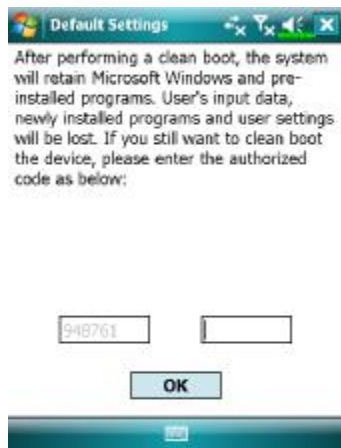 Default Settings
After performing a clean boot, the system
will retain Microsoft Windows and pre-
installed programs. User's input data,
newly installed programs and user settings
will be lost. If you still want to clean boot
the device, please enter the authorized
code as below:
948761
OK